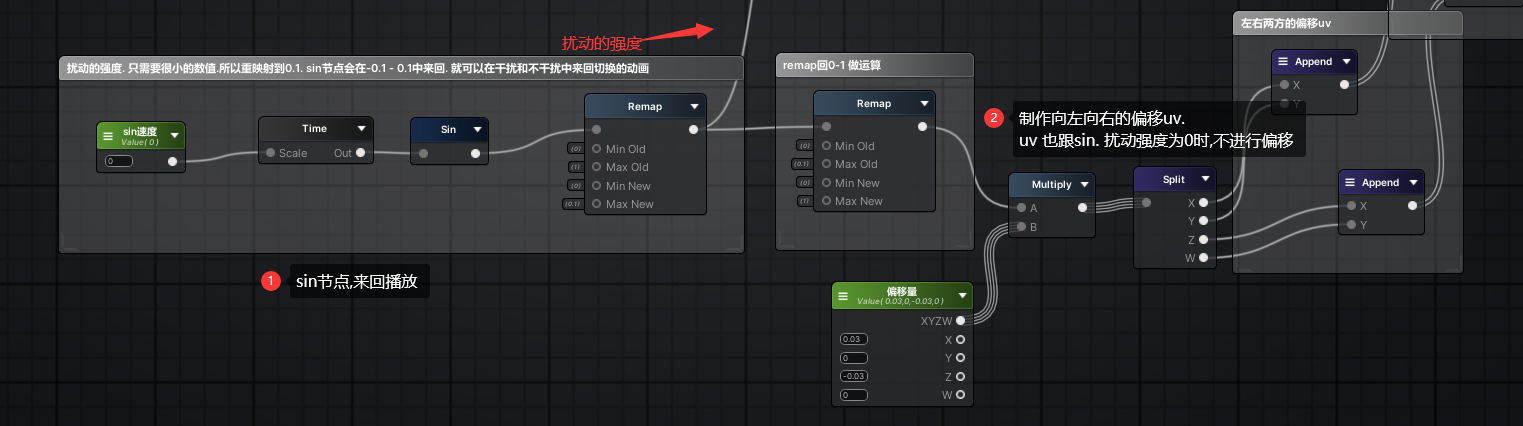 左右两方的偏移uv
扰动的强度
扰动的强度. 只需要很小的数值.所以重映射到0.1. sin节点会在-0.1 - 0.1中来回. 就可以在干扰和不干扰中来回切换的动画
remap回0-1 做运算
Append
X
Y
sin速度
Value( 0 )
0
Time
Scale
Out
Sin
Remap
(0)
Min Old
(1)
Max Old
(0)
Min New
(0.1)
Max New
Remap
(0)
Min Old
(0.1)
Max Old
(0)
Min New
(1)
Max New
2
制作向左向右的偏移uv.
uv 也跟sin. 扰动强度为0时,不进行偏移
Multiply
A
B
Split
X
Y
Z
W
Append
X
Y
1
sin节点,来回播放
偏移量
Value( 0.03,0,-0.03,0 )
XYZW
0.03
X
0
Y
-0.03
Z
0
W